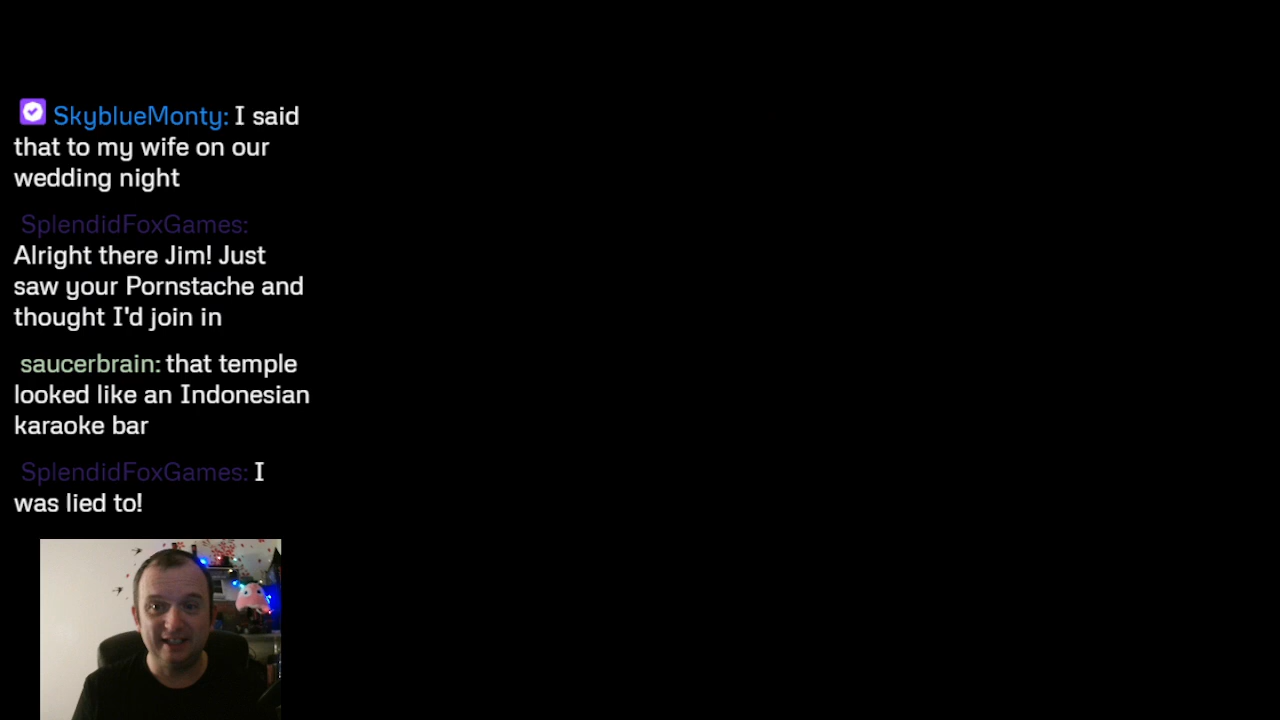 SkyblueMonty: I said
that to my wife on our
wedding night
SplendidFoxGames:
Alright there Jim! Just
saw your Pornstache and
thought I'd join in
saucerbrain: that temple
looked like an Indonesian
karaoke bar
SplendidFoxGames: I
was lied to!